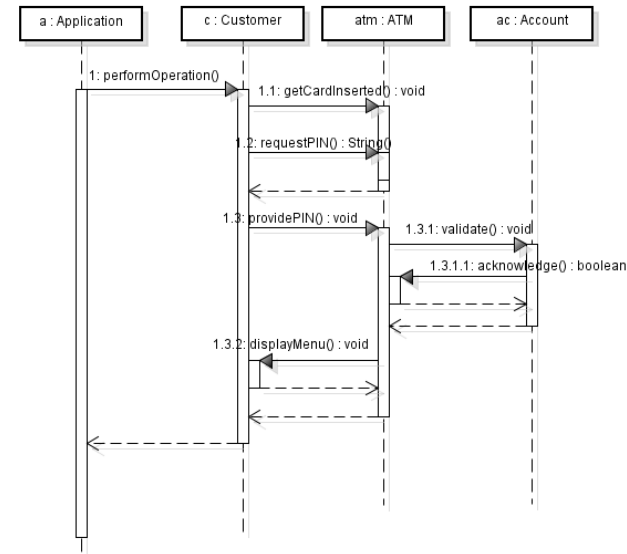 a : Application
c : Customer
atm : ATM
ac : Account
1: performOperation()
1.1: getCardInserted() : void
1.2: requestPIN() : String()
1.3: providePIN() : void
1.3.1: validate() : void
1.3.1.1: acknowledge() : boolean
1.3.2: displayMenu() : void